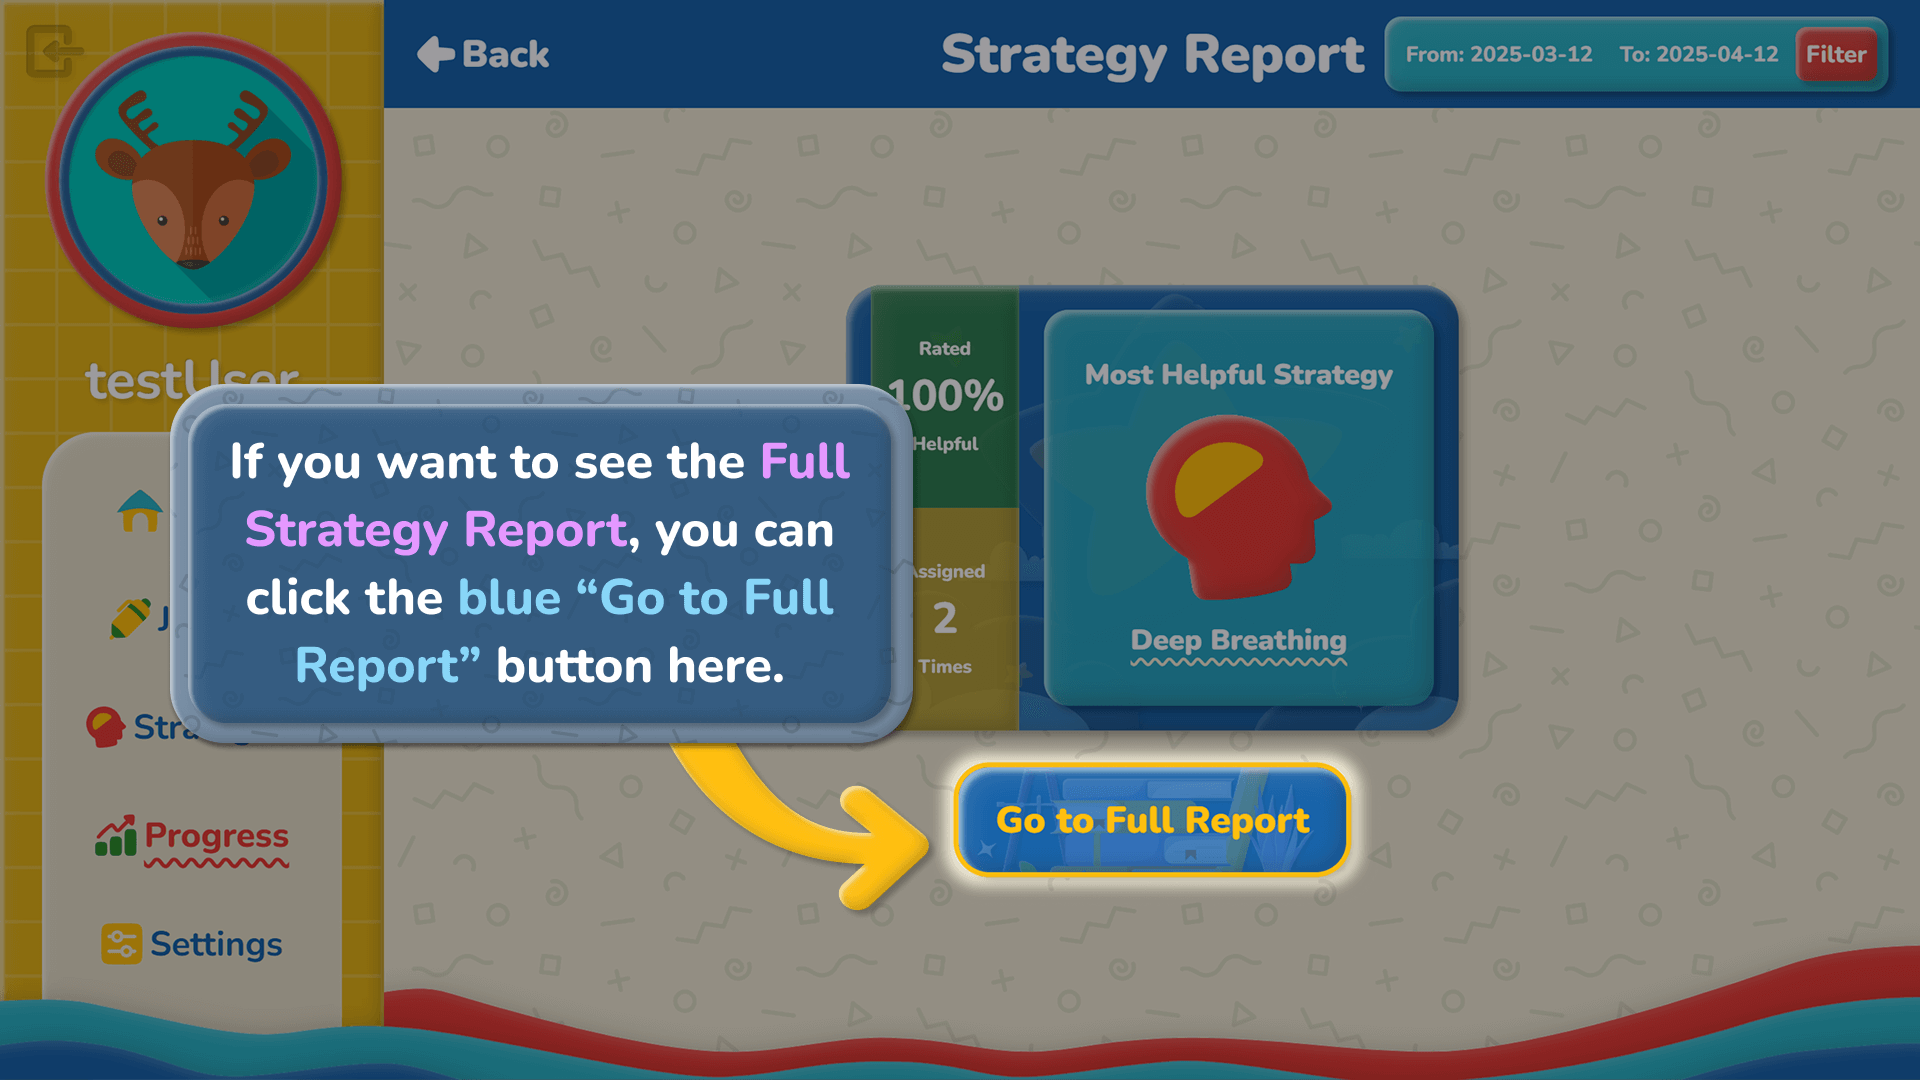 Back
Strategy Report
From: 2025-03-12 To: 2025-04-12 Filter
testUser
Rated
100%
Helpful
Assigned
2
Times
Most Helpful Strategy
Deep Breathing
If you want to see the Full
Strategy Report, you can
click the blue “Go to Full
Report” button here.
Go to Full Report
Progress
Settings